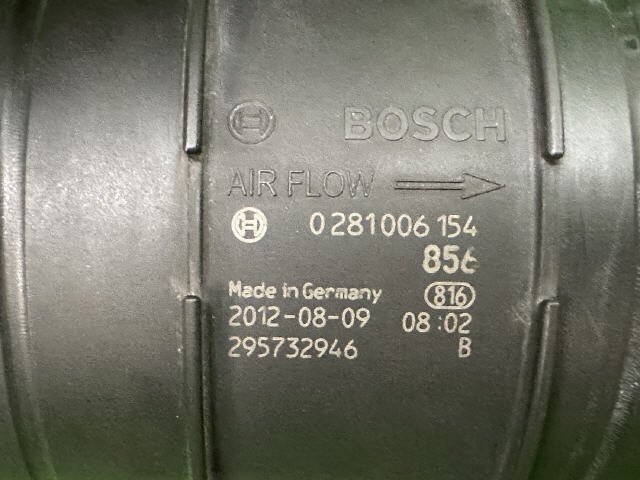 BOSCH
AIR FLOW
0 281 006 154
856
Made in Germany 816
2012-08-09 08:02
295732946 B